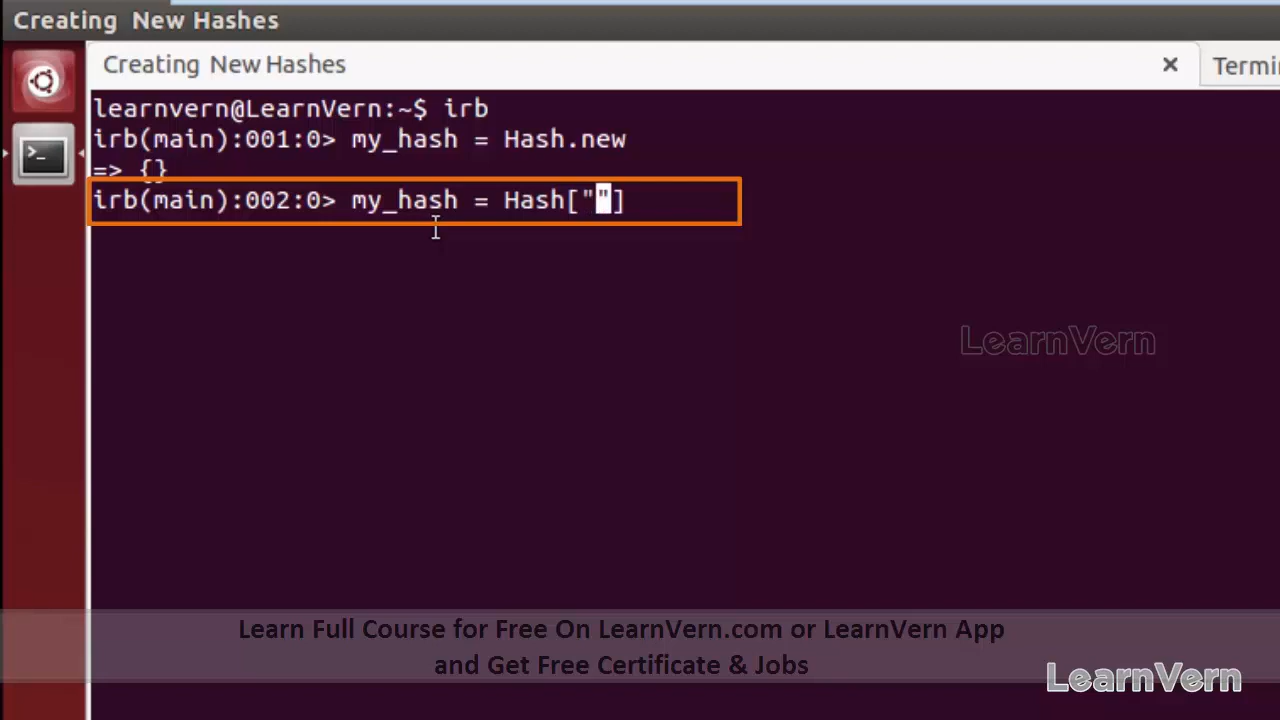 Creating New Hashes
Creating New Hashes
Termi
learnvern@LearnVern:~$ irb
irb(main):001:0> my_hash = Hash.new
=> {}
irb(main):002:0> my_hash = Hash[""]
LearnVern
Learn Full Course for Free On LearnVern.com or LearnVern App
and Get Free Certificate & Jobs
LearnVern